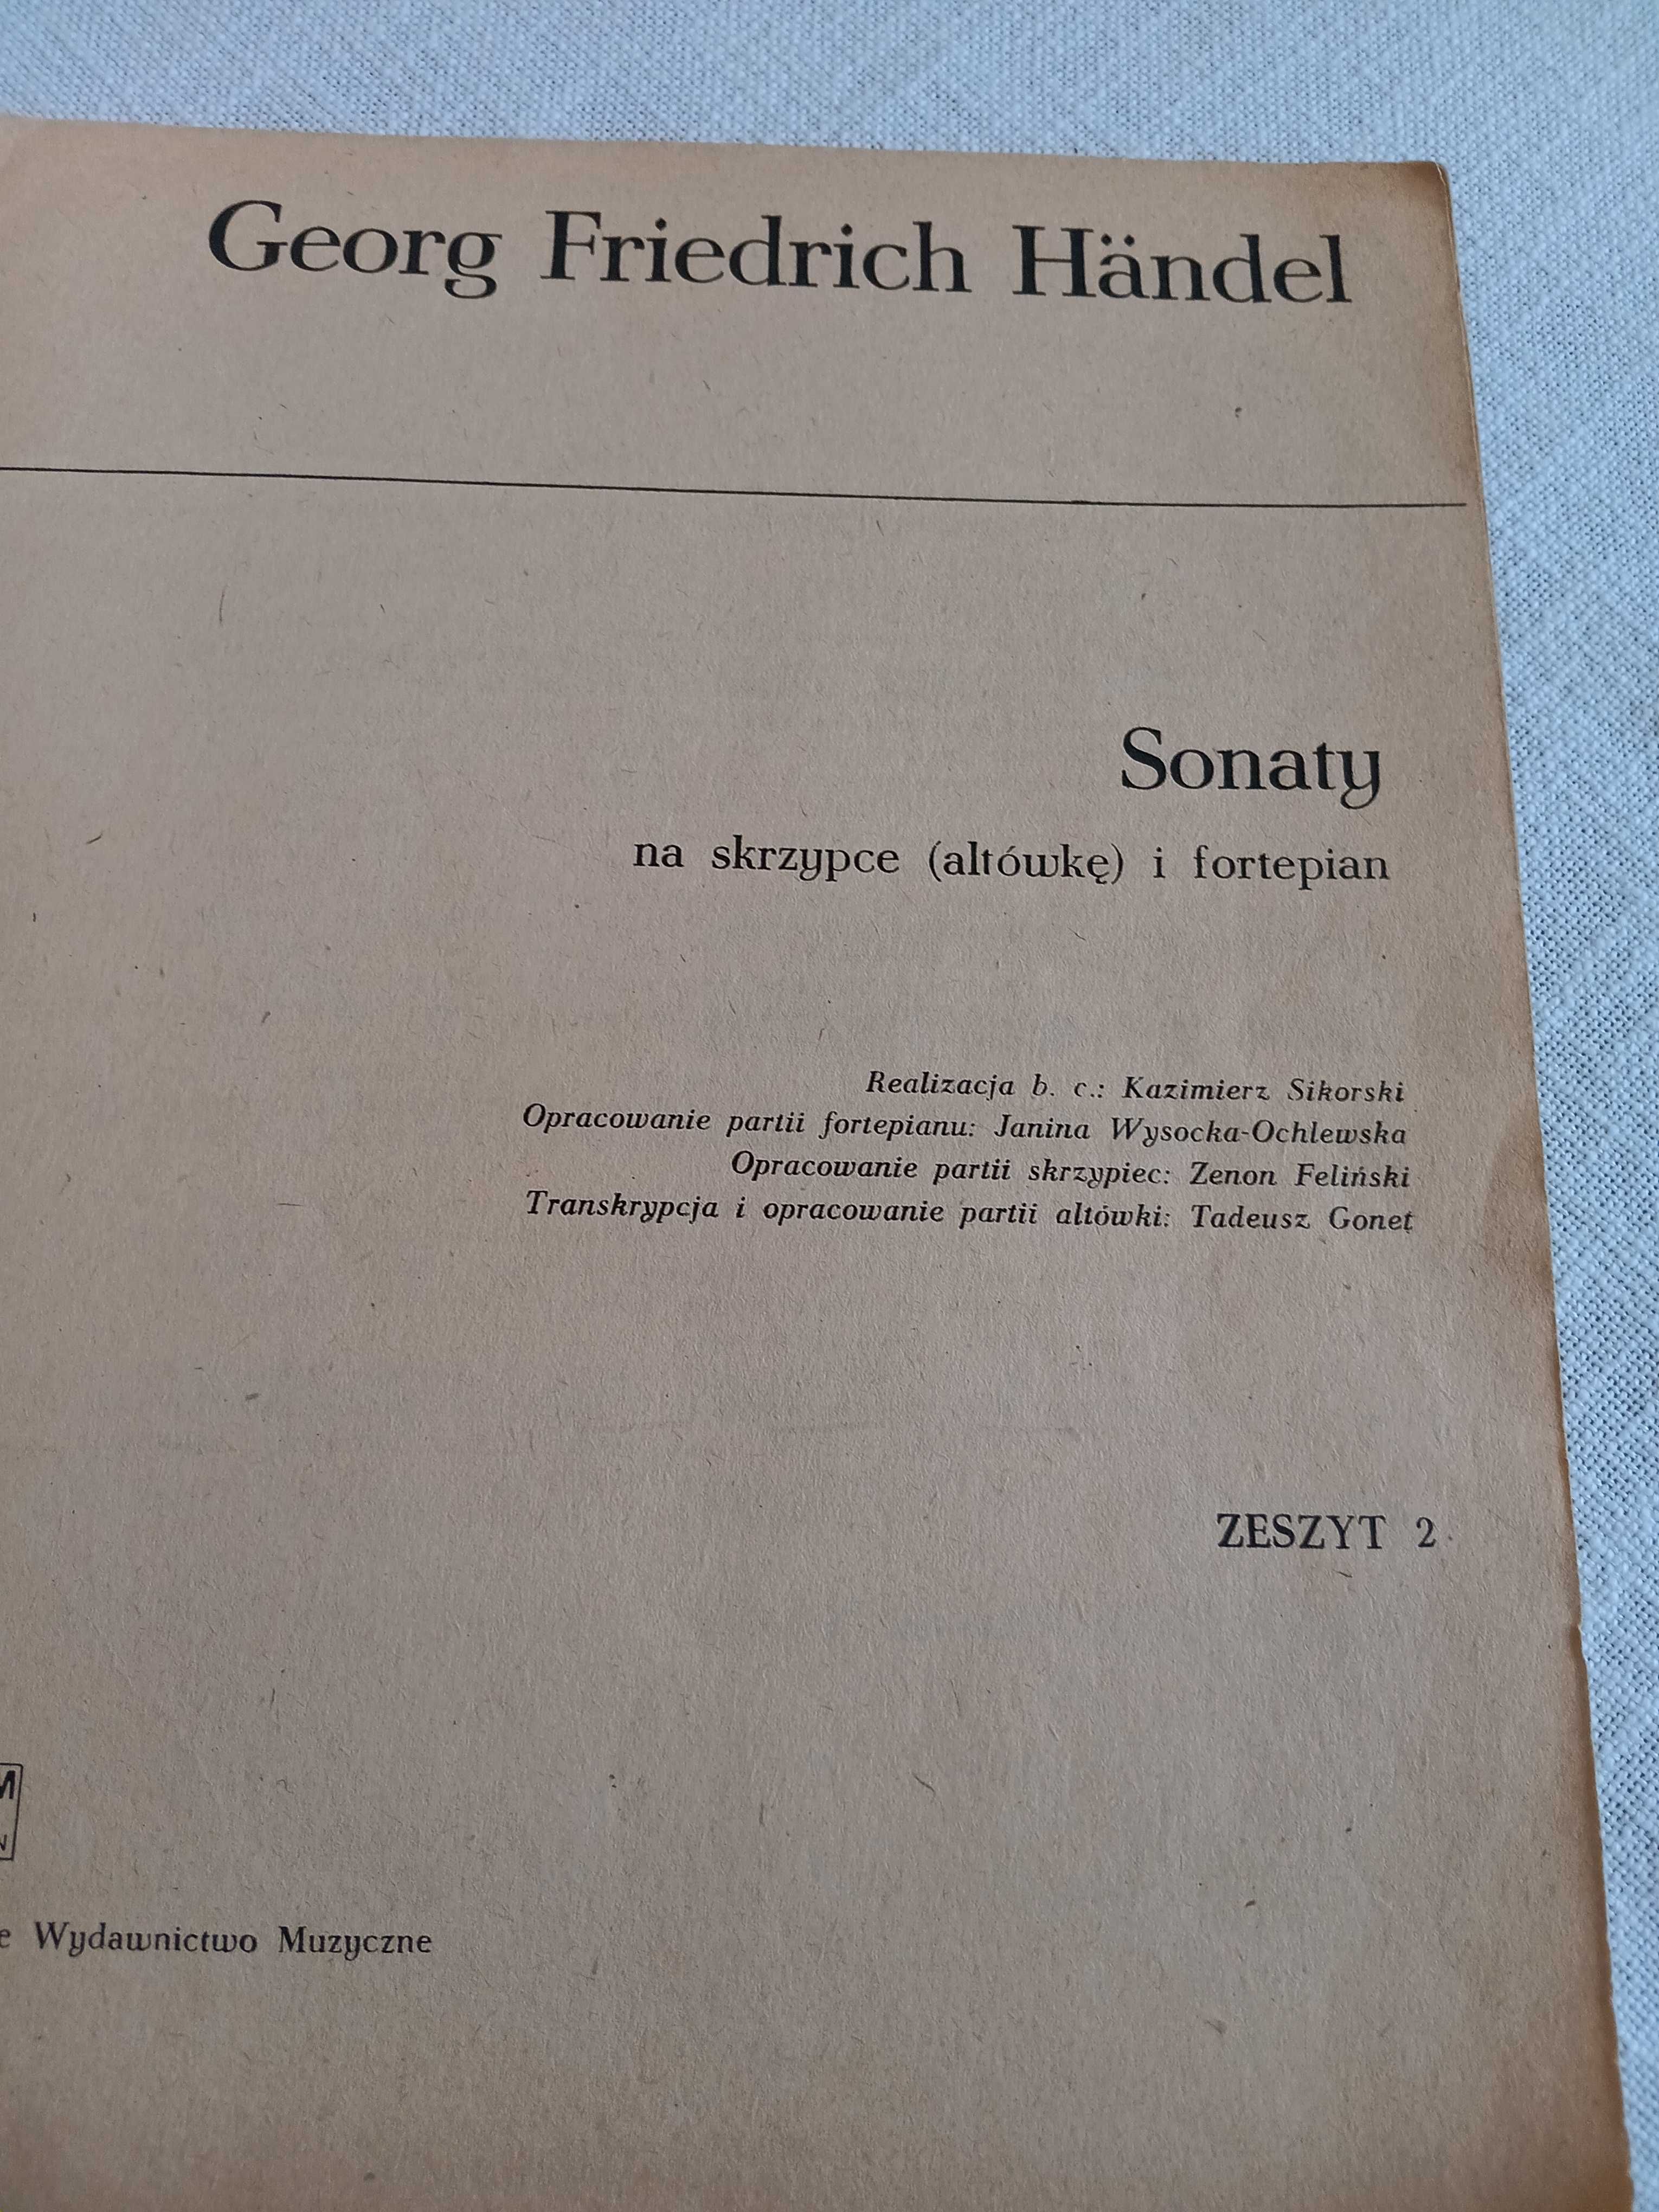 Georg Friedrich Händel
Sonaty
na skrzypce (altówkę) i fortepian
Realizacja b. c.: Kazimierz Sikorski
Opracowanie partii fortepianu: Janina Wysocka-Ochlewska
Opracowanie partii skrzypiec: Zenon Feliński
Transkrypcja i opracowanie partii altówki: Tadeusz Gonet
ZESZYT 2
Wydawnictwo Muzyczne